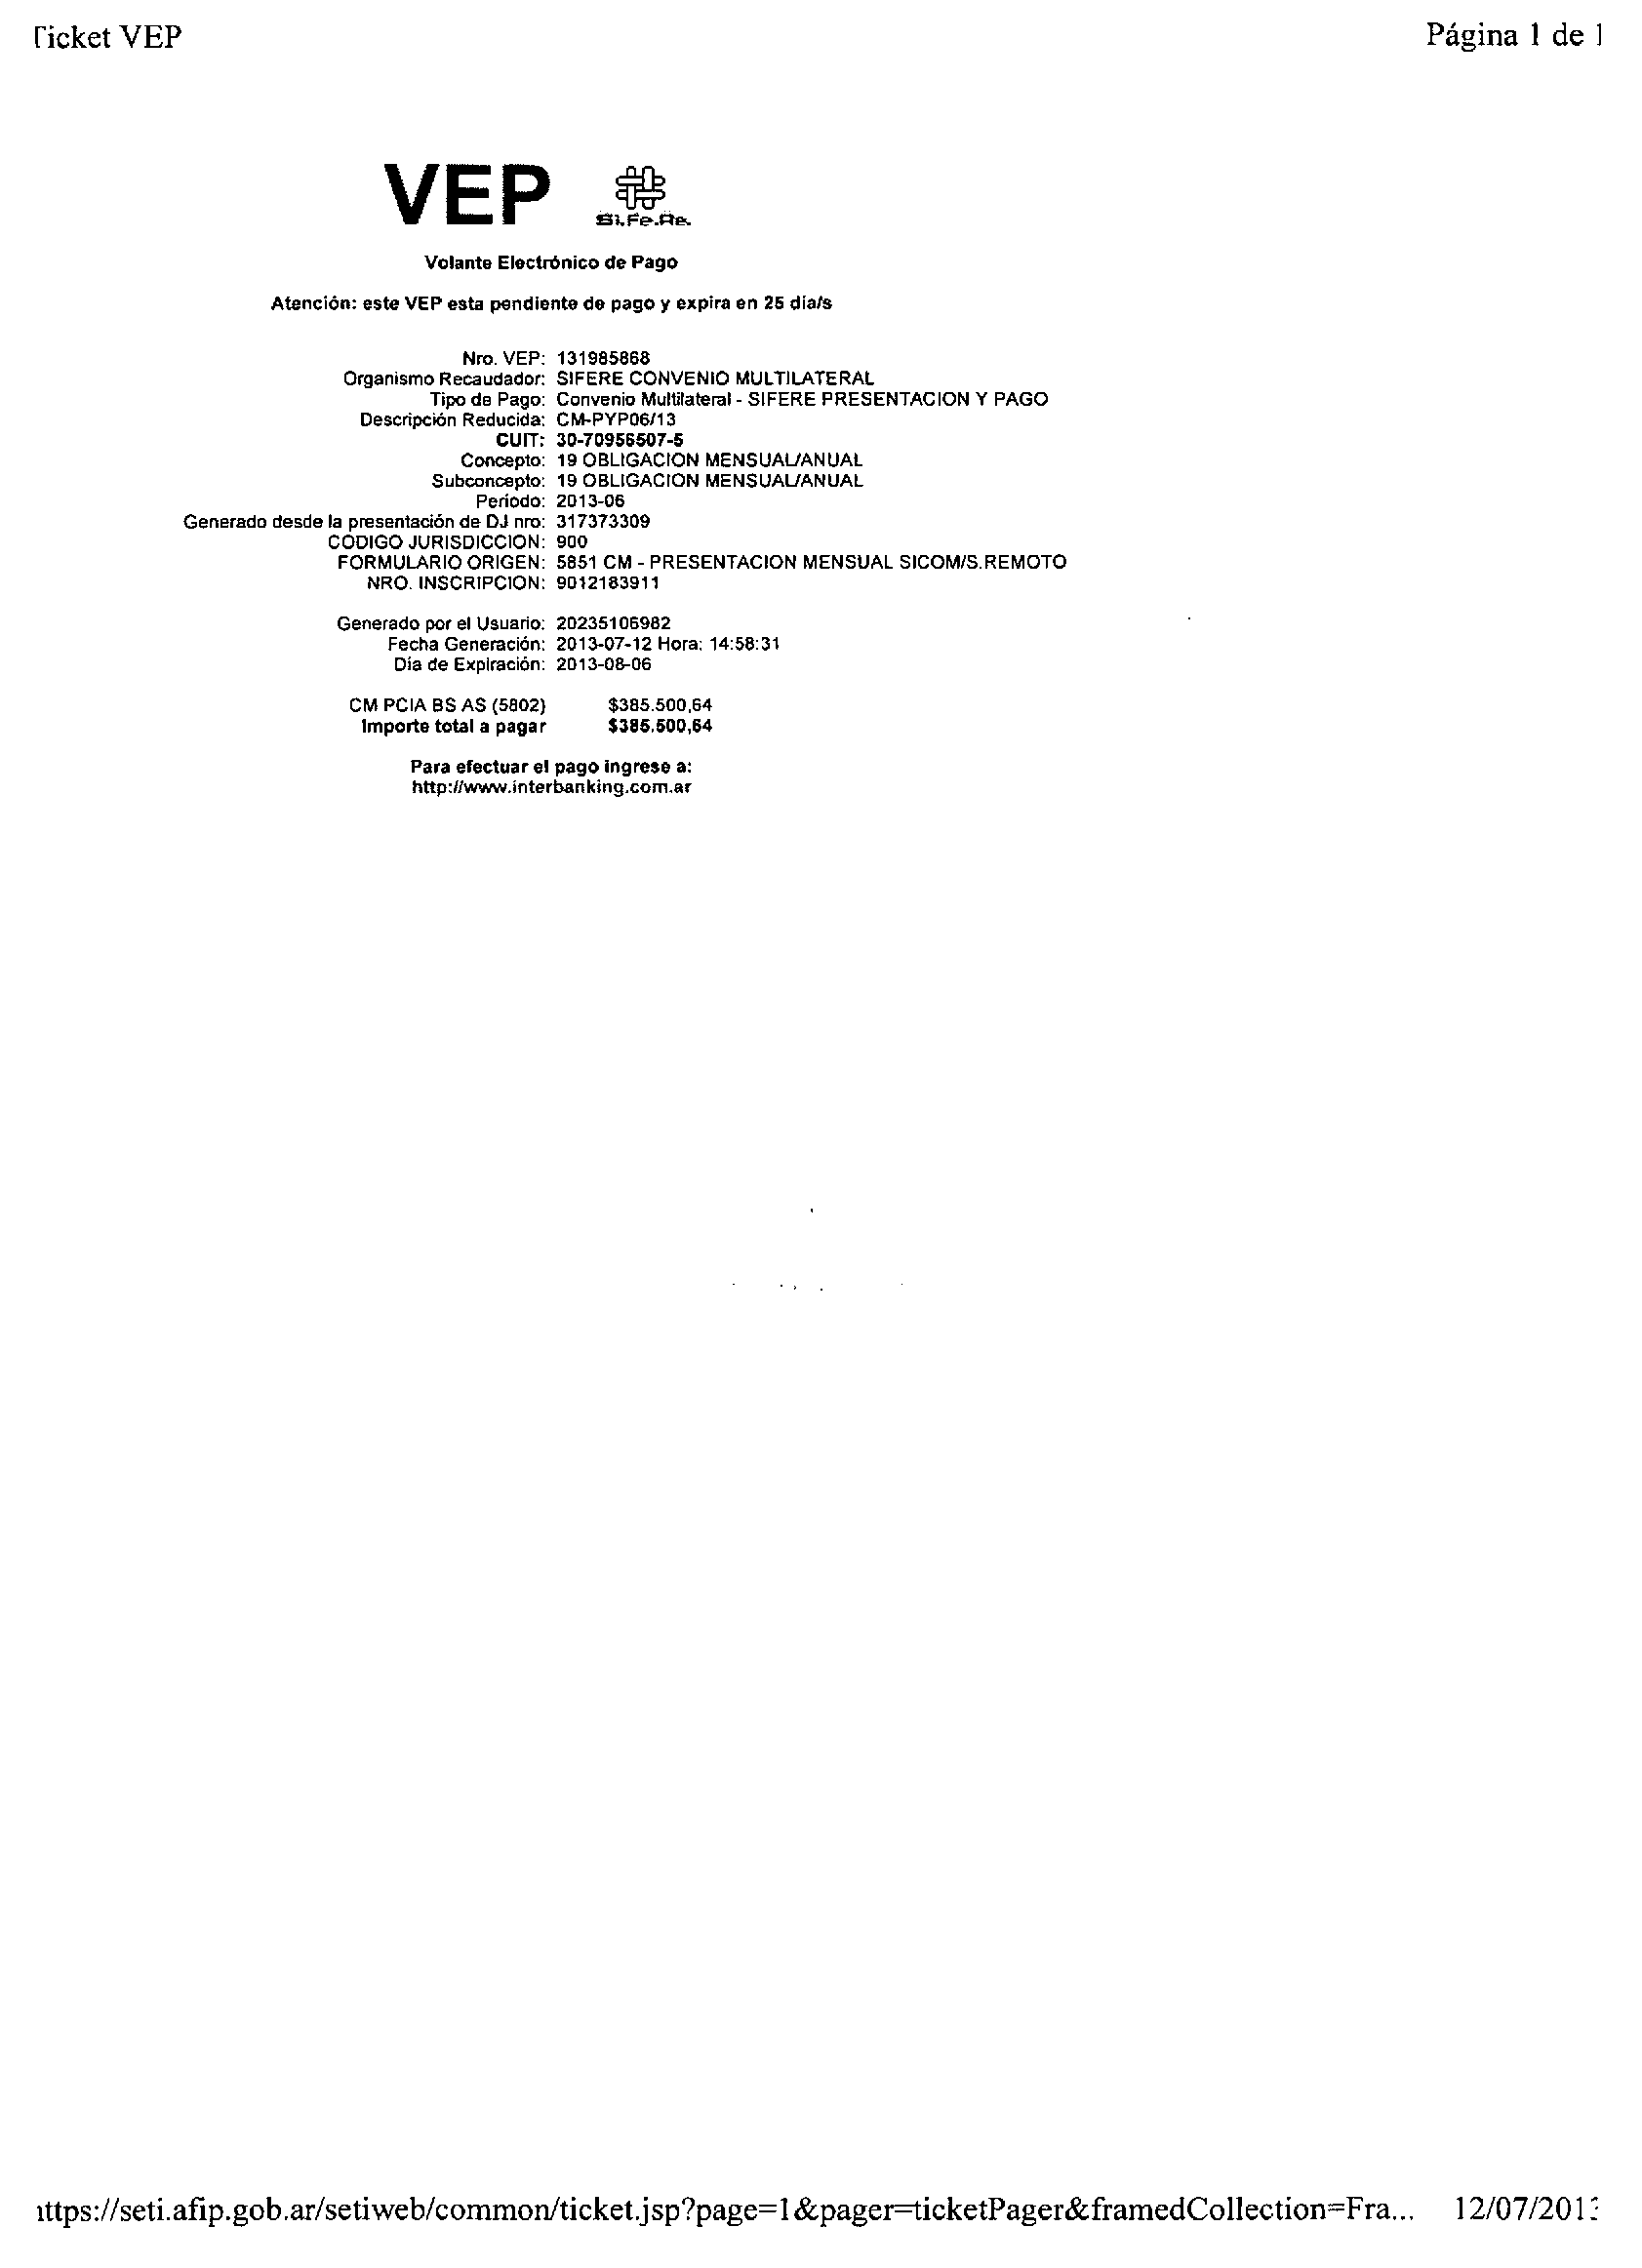 Ticket VEP Página 1 de 1
VEP Si.Fe.Re.
Volante Electrónico de Pago
Atención: este VEP esta pendiente de pago y expira en 25 dia/s
Nro. VEP: 131985868
Organismo Recaudador: SIFERE CONVENIO MULTILATERAL
Tipo de Pago: Convenio Multilateral - SIFERE PRESENTACION Y PAGO
Descripción Reducida: CM-PYP06/13
CUIT: 30-70956507-5
Concepto: 19 OBLIGACION MENSUAL/ANUAL
Subconcepto: 19 OBLIGACION MENSUAL/ANUAL
Período: 2013-06
Generado desde la presentación de DJ nro: 317373309
CODIGO JURISDICCION: 900
FORMULARIO ORIGEN: 5851 CM - PRESENTACION MENSUAL SICOM/S.REMOTO
NRO. INSCRIPCION: 9012183911
Generado por el Usuario: 20235106982
Fecha Generación: 2013-07-12 Hora: 14:58:31
Día de Expiración: 2013-08-06
CM PCIA BS AS (5802) $385.500,64
Importe total a pagar $385.500,64
Para efectuar el pago ingrese a:
http://www.interbanking.com.ar
https://seti.afip.gob.ar/setiweb/common/ticket.jsp?page=1&pager=ticketPager&framedCollection=Fra... 12/07/2013